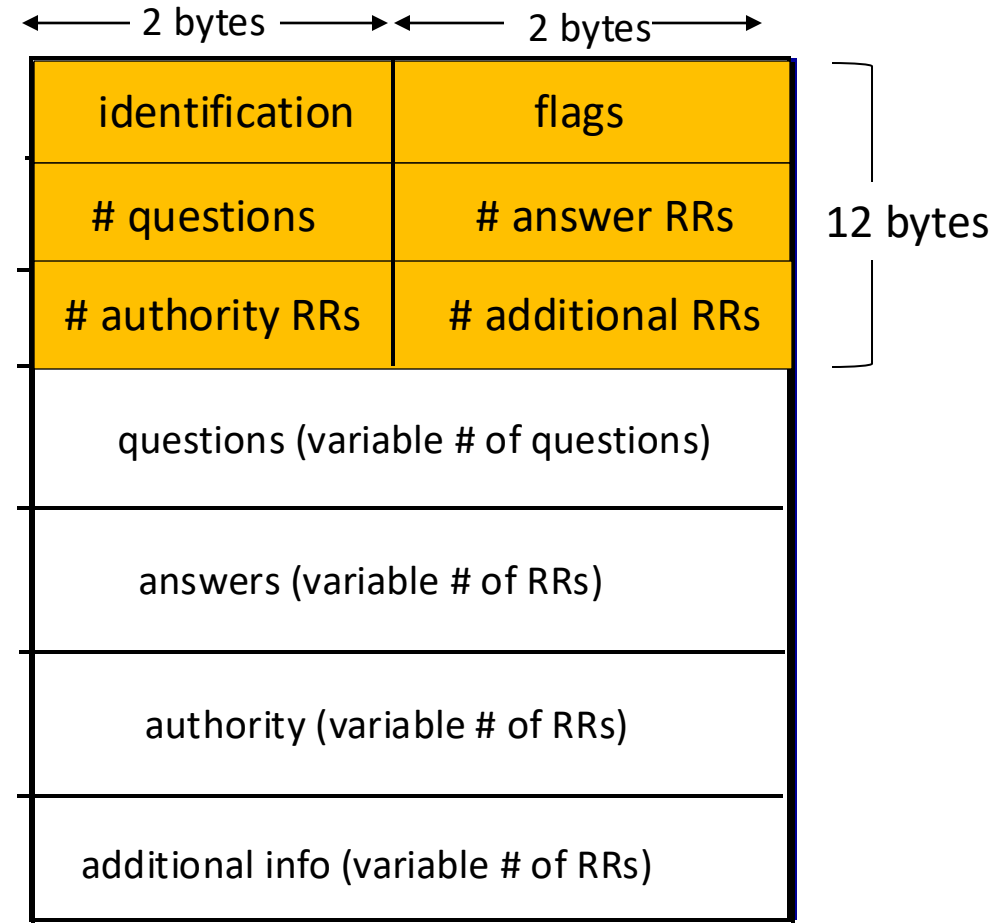 2 bytes 2 bytes
identification flags
# questions # answer RRs
12 bytes
# authority RRs # additional RRs
questions (variable # of questions)
answers (variable # of RRs)
authority (variable # of RRs)
additional info (variable # of RRs)